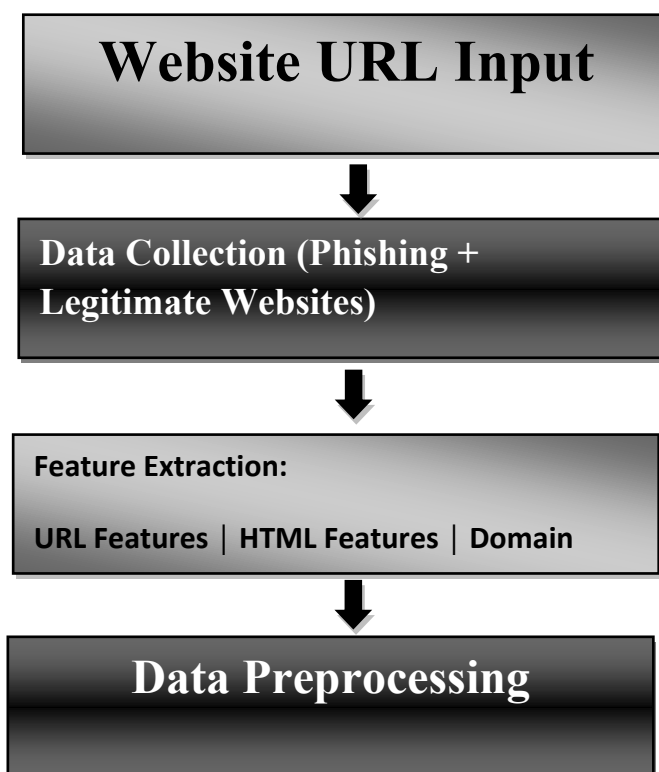 Website URL Input
Data Collection (Phishing +
Legitimate Websites)
Feature Extraction:
URL Features | HTML Features | Domain
Data Preprocessing